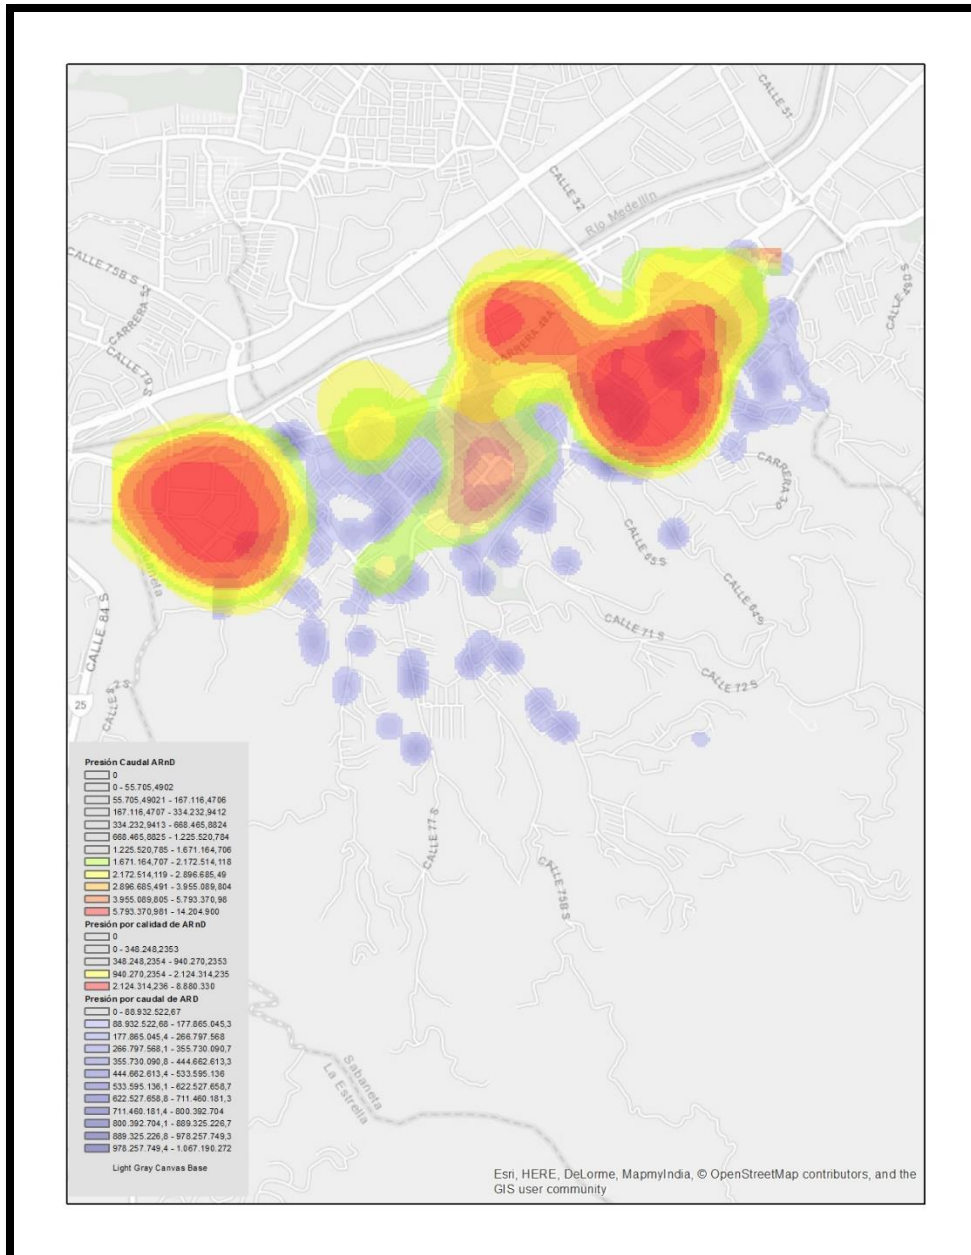 CALLE 51
CALLE 32
Rio Medellin
CALLE 75B S
CARRERA 52
CALLE 79 S
CARRERA 48A
CARRERA
CALLE 65 S
CALLE 84 S
CALLE 71 S
CALLE 72 S
25
Presión Caudal ARnD
0
0 - 55.705,4902
55.705,49021 - 167.116,4706
167.116,4707 - 334.232,9412
334.232,9413 - 668.465,8824
668.465,8825 - 1.225.520,784
1.225.520,785 - 1.671.164,706
1.671.164,707 - 2.172.514,118
2.172.514,119 - 2.896.685,49
2.896.685,491 - 3.955.089,804
3.955.089,805 - 5.793.370,98
5.793.370,981 - 14.204.900
Presión por calidad de ARnD
0
0 - 348.248,2353
348.248,2354 - 940.270,2353
940.270,2354 - 2.124.314,235
2.124.314,236 - 8.880.330
Presión por caudal de ARD
0 - 88.932.522,67
88.932.522,68 - 177.865.045,3
177.865.045,4 - 266.797.568
266.797.568,1 - 355.730.090,7
355.730.090,8 - 444.662.613,3
444.662.613,4 - 533.595.136
533.595.136,1 - 622.527.658,7
622.527.658,8 - 711.460.181,3
711.460.181,4 - 800.392.704
800.392.704,1 - 889.325.226,7
889.325.226,8 - 978.257.749,3
978.257.749,4 - 1.067.190.272
Light Gray Canvas Base
CALLE 77 S
CALLE 75B S
Sabaneta
La Estrella
Esri, HERE, DeLorme, MapmyIndia, © OpenStreetMap contributors, and the
GIS user community